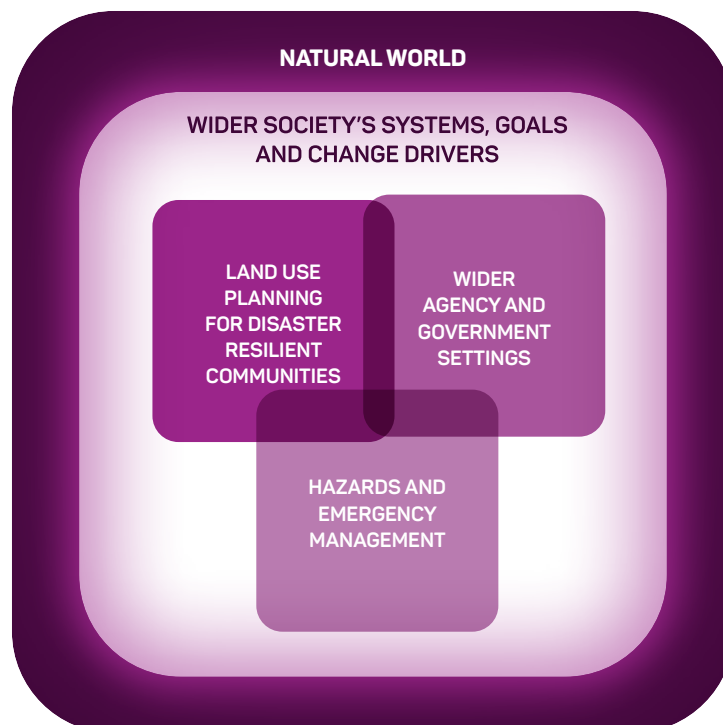 NATURAL WORLD
WIDER SOCIETY’S SYSTEMS, GOALS
AND CHANGE DRIVERS
LAND USE
PLANNING
FOR DISASTER
RESILIENT
COMMUNITIES
WIDER
AGENCY AND
GOVERNMENT
SETTINGS
HAZARDS AND
EMERGENCY
MANAGEMENT